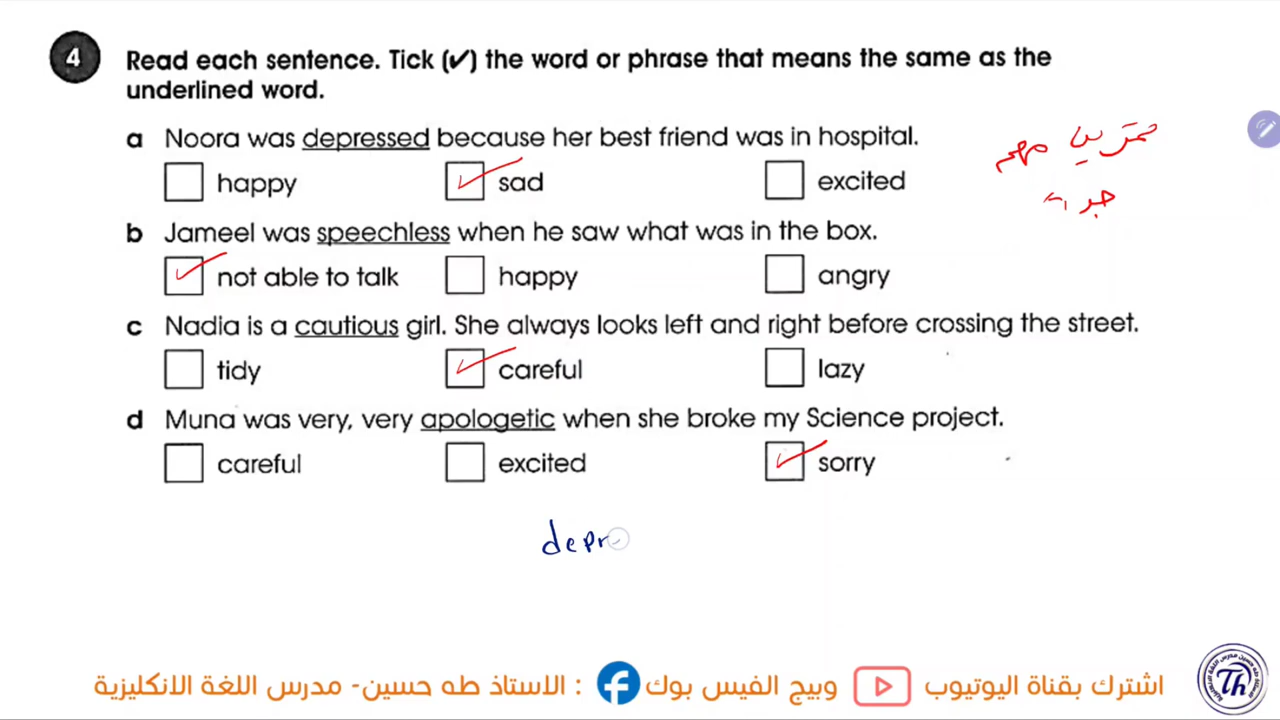 4 Read each sentence. Tick (✔) the word or phrase that means the same as the
underlined word.
a Noora was depressed because her best friend was in hospital.
happy sad excited
b Jameel was speechless when he saw what was in the box.
not able to talk happy angry
c Nadia is a cautious girl. She always looks left and right before crossing the street.
tidy careful lazy
d Muna was very, very apologetic when she broke my Science project.
careful excited sorry
تمرين مهم
جدا
depr
اشترك بقناة اليوتيوب وبيج الفيس بوك : الاستاذ طه حسين- مدرس اللغة الانكليزية
Th